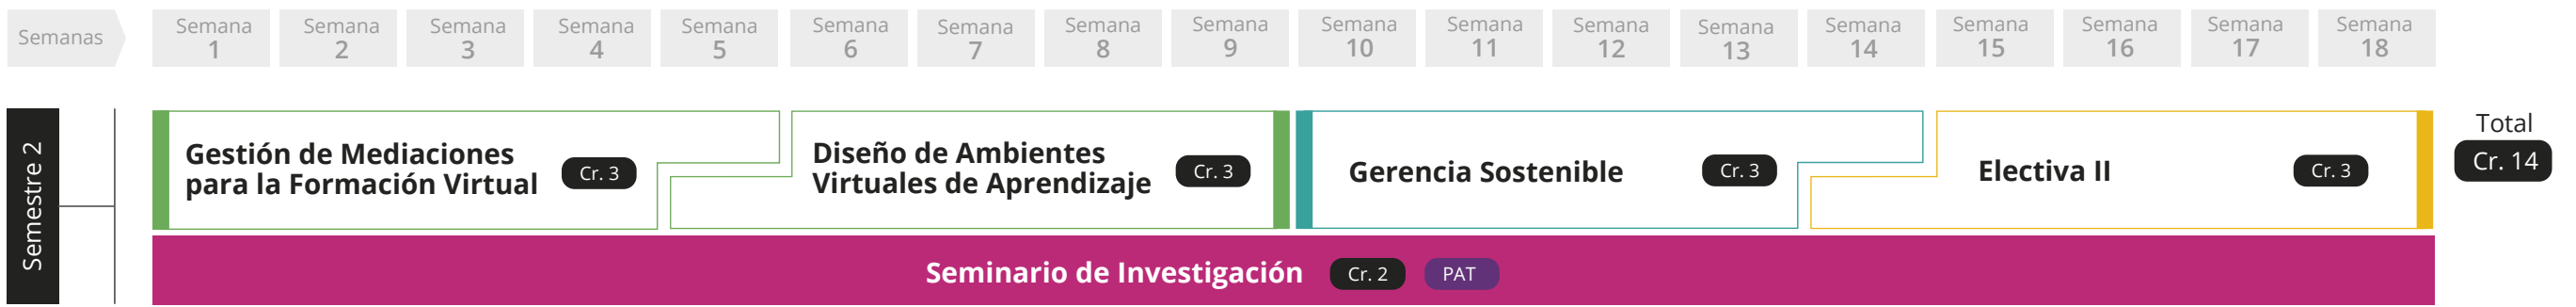 Semanas
Semana 1
Semana 2
Semana 3
Semana 4
Semana 5
Semana 6
Semana 7
Semana 8
Semana 9
Semana 10
Semana 11
Semana 12
Semana 13
Semana 14
Semana 15
Semana 16
Semana 17
Semana 18
Semestre 2
Gestión de Mediaciones
para la Formación Virtual
Cr. 3
Diseño de Ambientes
Virtuales de Aprendizaje
Cr. 3
Gerencia Sostenible
Cr. 3
Electiva II
Cr. 3
Total
Cr. 14
Seminario de Investigación
Cr. 2
PAT